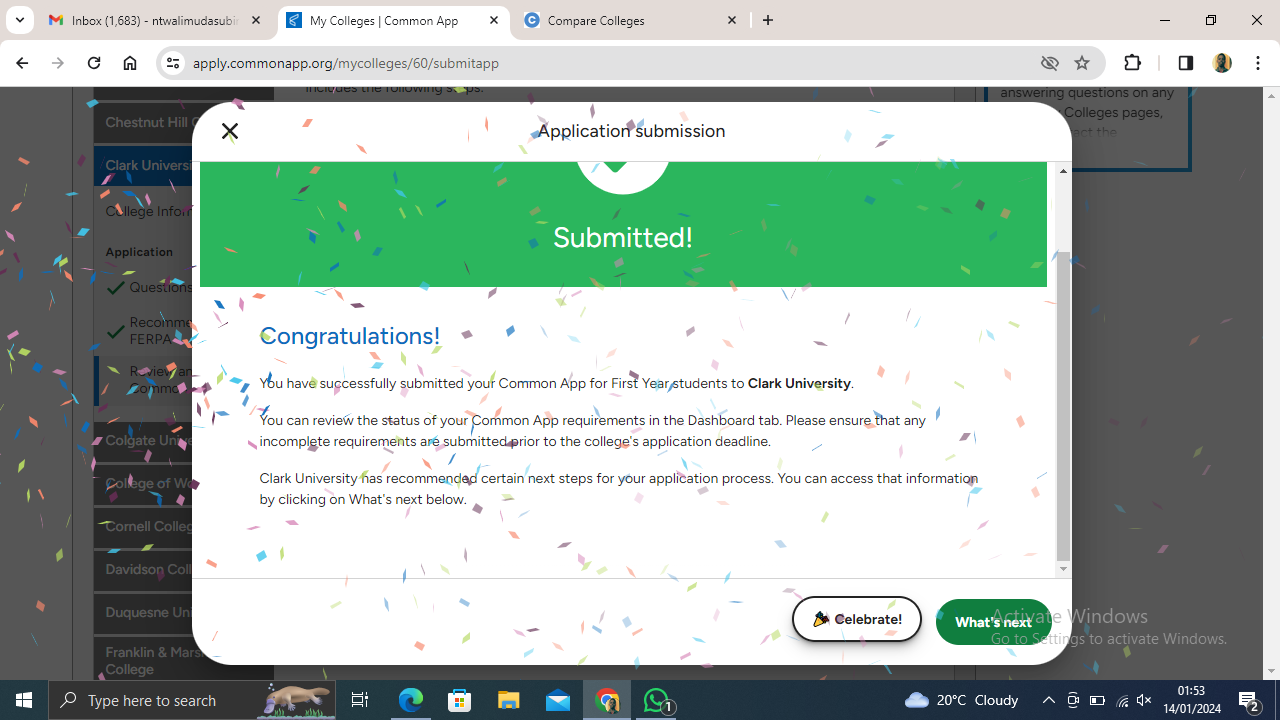 Inbox (1,683) - ntwalimudasubir
My Colleges | Common App
Compare Colleges
apply.commonapp.org/mycolleges/60/submitapp
includes the following steps:
answering questions on any
Colleges pages,
the
Chestnut Hill
Clark Universi
College Infor
Application
Questions
Recomme
FERPA
Review an
Common
Colgate Unive
College of Wo
Cornell Colleg
Davidson Coll
Duquesne Uni
Franklin & Mars
College
Application submission
Submitted!
Congratulations!
You have successfully submitted your Common App for First Year students to Clark University.
You can review the status of your Common App requirements in the Dashboard tab. Please ensure that any
incomplete requirements are submitted prior to the college's application deadline.
Clark University has recommended certain next steps for your application process. You can access that information
by clicking on What's next below.
Celebrate!
What's next
Activate Windows
Go to Settings to activate Windows.
Type here to search
1
20°C Cloudy
01:53
14/01/2024
2